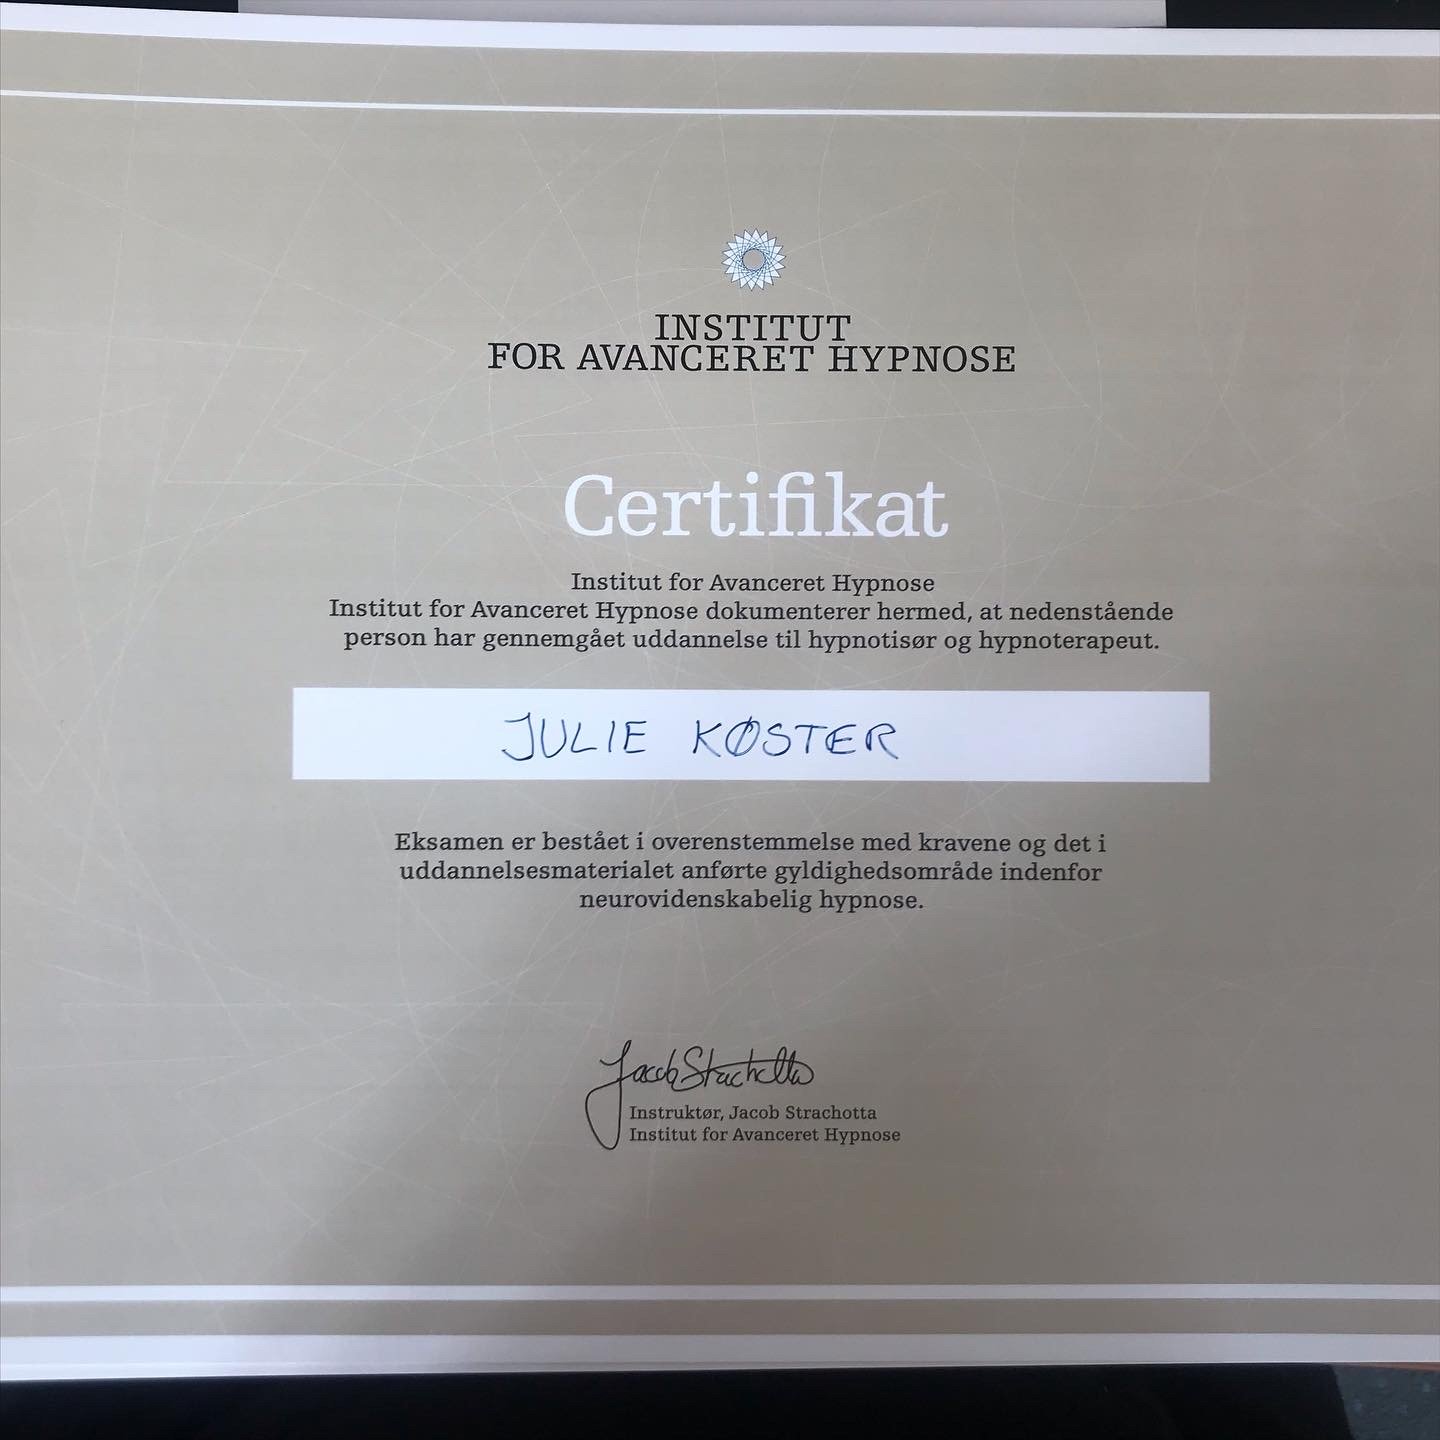 INSTITUT
FOR AVANCERET HYPNOSE
Certifikat
Institut for Avanceret Hypnose
Institut for Avanceret Hypnose dokumenterer hermed, at nedenstående
person har gennemgået uddannelse til hypnotisør og hypnoterapeut.
JULIE KØSTER
Eksamen er bestået i overenstemmelse med kravene og det i
uddannelsesmaterialet anførte gyldighedsområde indenfor
neurovidenskabelig hypnose.
Jacob Strachotta
Instruktør, Jacob Strachotta
Institut for Avanceret Hypnose